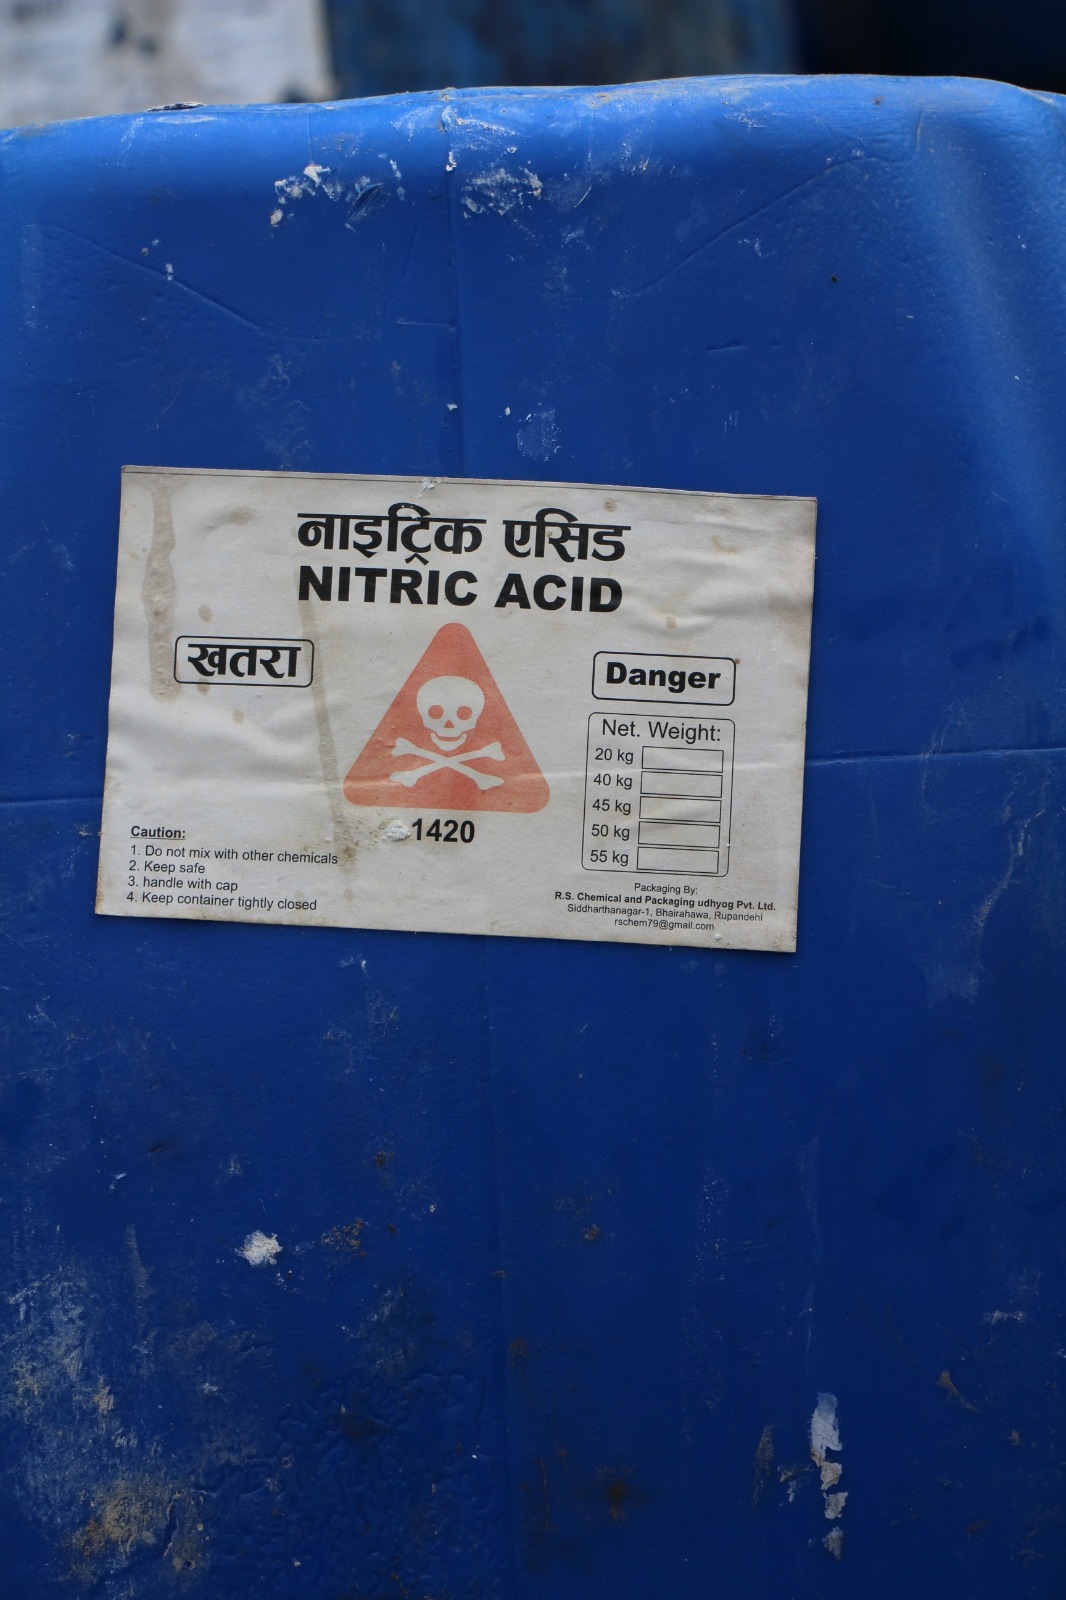 नाइट्रिक एसिड
NITRIC ACID
खतरा
Danger
Net. Weight:
20 kg
40 kg
45 kg
50 kg
55 kg
1420
Caution:
1. Do not mix with other chemicals
2. Keep safe
3. handle with cap
4. Keep container tightly closed
Packaging By:
R.S. Chemical and Packaging udhyog Pvt. Ltd.
Siddharthanagar-1, Bhairahawa, Rupandehi
rschem79@gmail.com